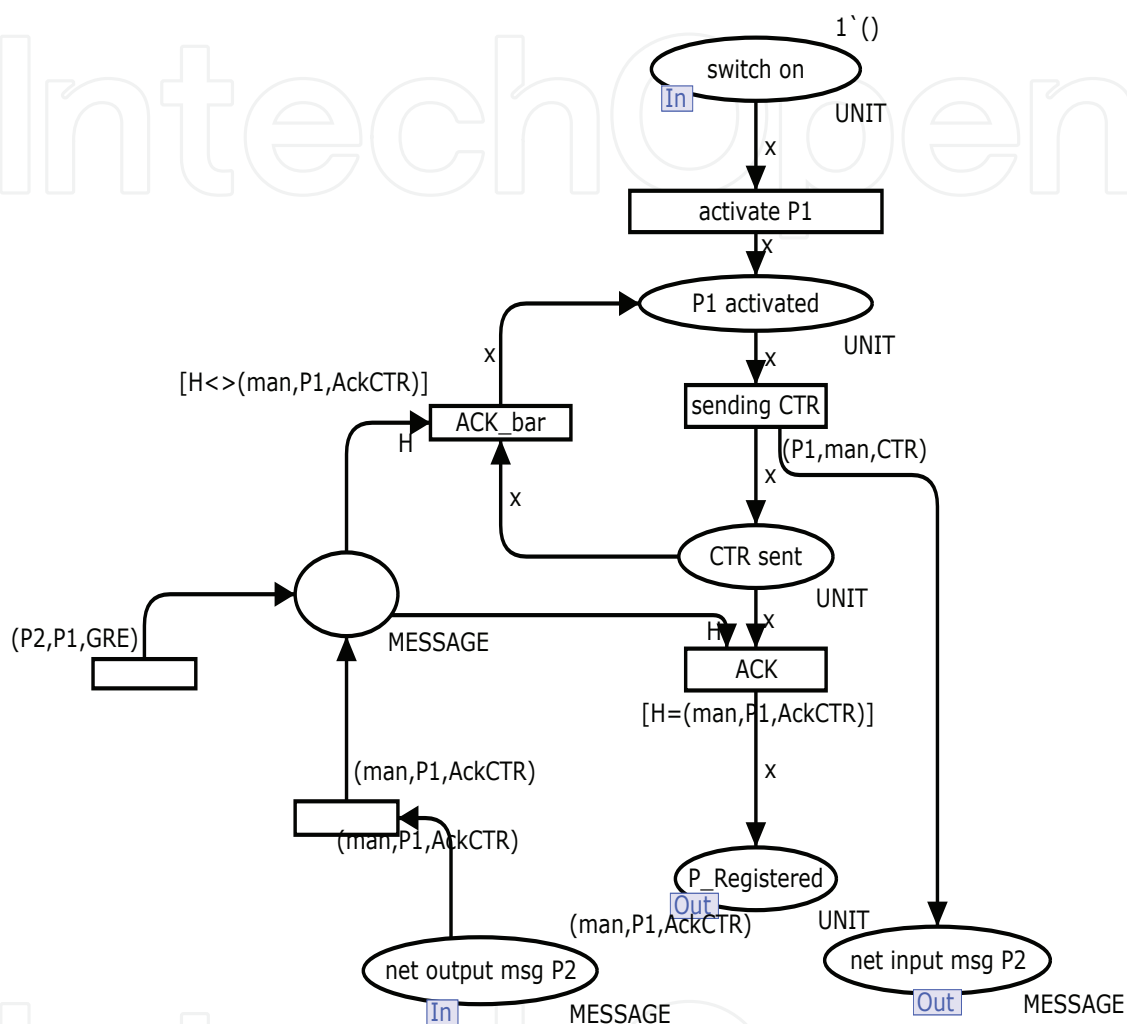 IntechOpen
1`()
switch on
In
UNIT
x
activate P1
x
P1 activated
UNIT
x
x
[H<>(man,P1,AckCTR)]
sending CTR
ACK_bar
H
(P1,man,CTR)
x
x
CTR sent
UNIT
x
H
(P2,P1,GRE)
MESSAGE
ACK
[H=(man,P1,AckCTR)]
x
(man,P1,AckCTR)
(man,P1,AckCTR)
P_Registered
Out
UNIT
(man,P1,AckCTR)
net output msg P2
In
MESSAGE
net input msg P2
Out
MESSAGE